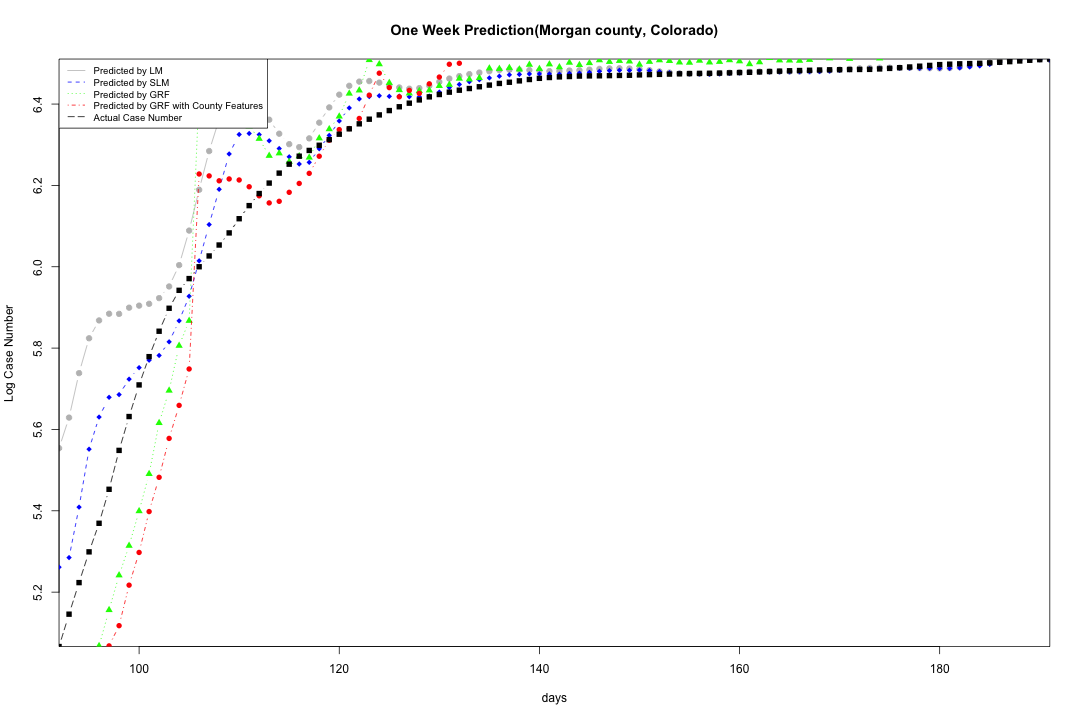 One Week Prediction(Morgan county, Colorado)
Predicted by LM
Predicted by SLM
Predicted by GRF
Predicted by GRF with County Features
Actual Case Number
Log Case Number
6.4
6.2
6.0
5.8
5.6
5.4
5.2
100 120 140 160 180
days